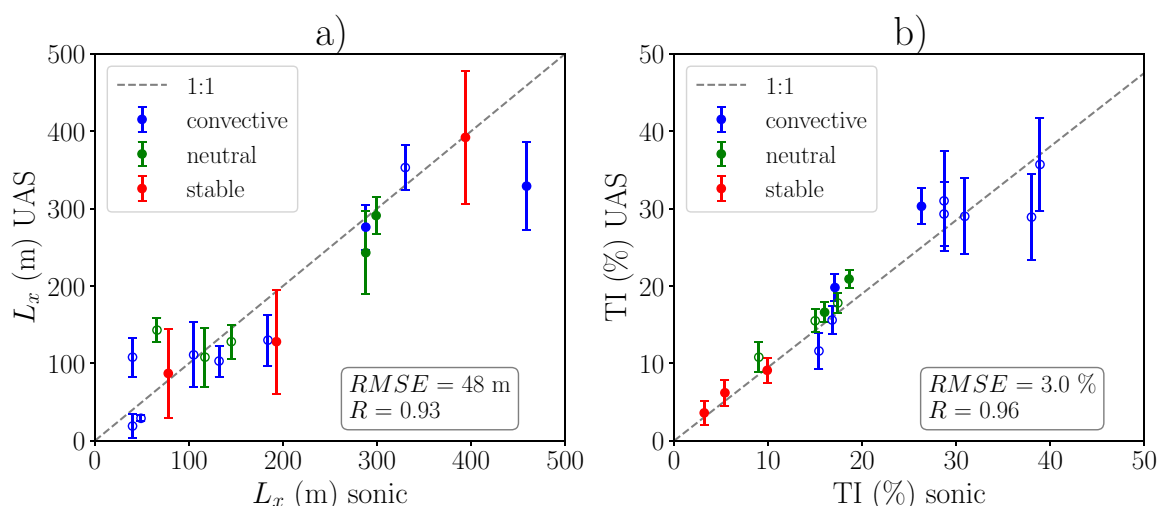 a)
500
400
300
200
100
0
L_x (m) UAS
1:1
convective
neutral
stable
RMSE = 48 m
R = 0.93
0 100 200 300 400 500
L_x (m) sonic
b)
50
40
30
20
10
0
TI (%) UAS
1:1
convective
neutral
stable
RMSE = 3.0 %
R = 0.96
0 10 20 30 40 50
TI (%) sonic